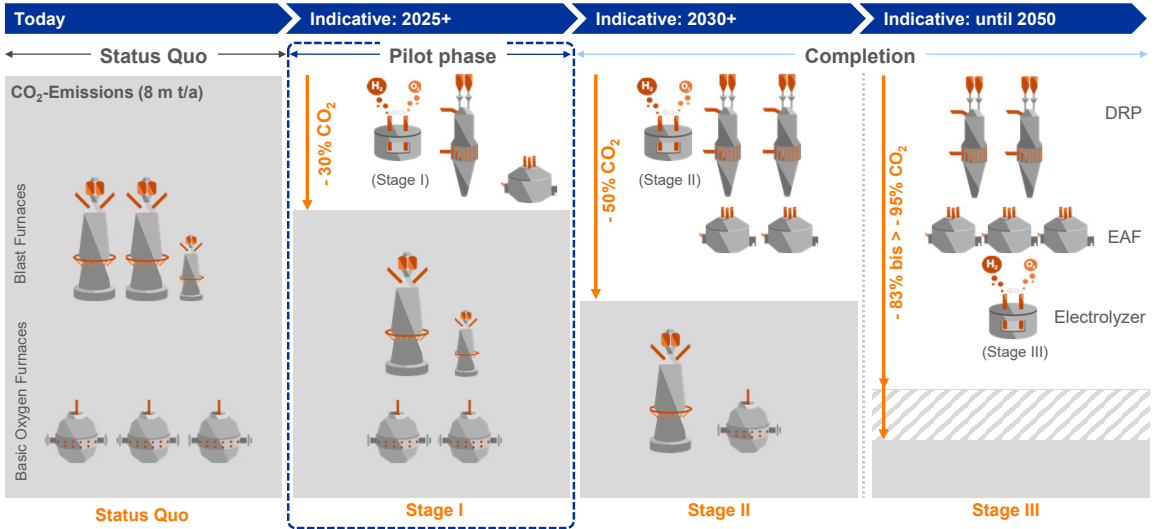 Today
Indicative: 2025+
Indicative: 2030+
Indicative: until 2050
Status Quo
Pilot phase
Completion
CO₂-Emissions (8 m t/a)
Blast Furnaces
Basic Oxygen Furnaces
Status Quo
- 30% CO₂
H₂
O₂
(Stage I)
Stage I
- 50% CO₂
H₂
O₂
(Stage II)
Stage II
- 83% bis > - 95% CO₂
DRP
EAF
H₂
O₂
Electrolyzer
(Stage III)
Stage III